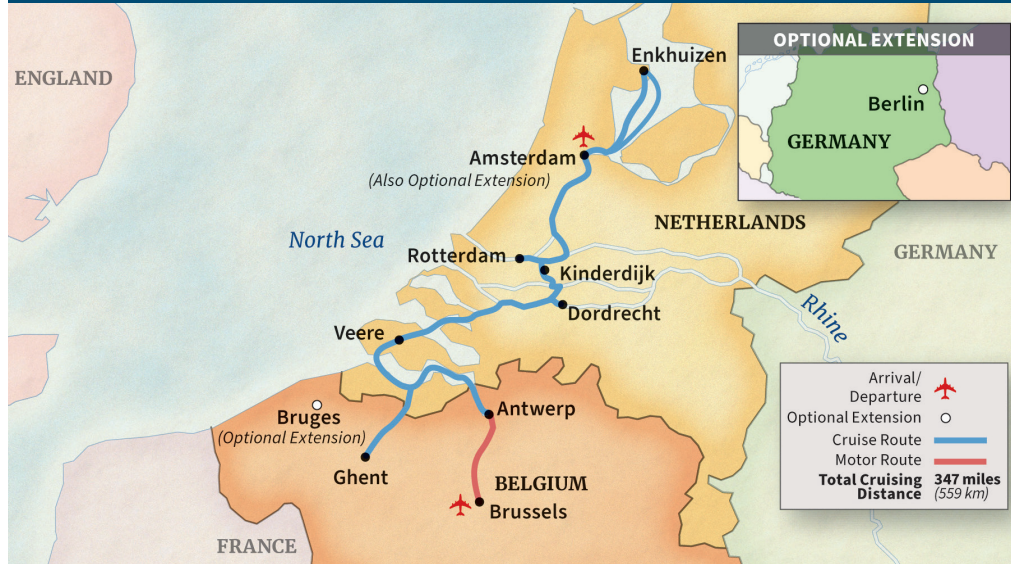 ENGLAND
Enkhuizen
OPTIONAL EXTENSION
Berlin
GERMANY
Amsterdam
(Also Optional Extension)
North Sea
NETHERLANDS
Rotterdam
GERMANY
Kinderdijk
Dordrecht
Rhine
Veere
Bruges
(Optional Extension)
Antwerp
Ghent
BELGIUM
Brussels
FRANCE
Arrival/
Departure
Optional Extension
Cruise Route
Motor Route
Total Cruising 347 miles
Distance (559 km)